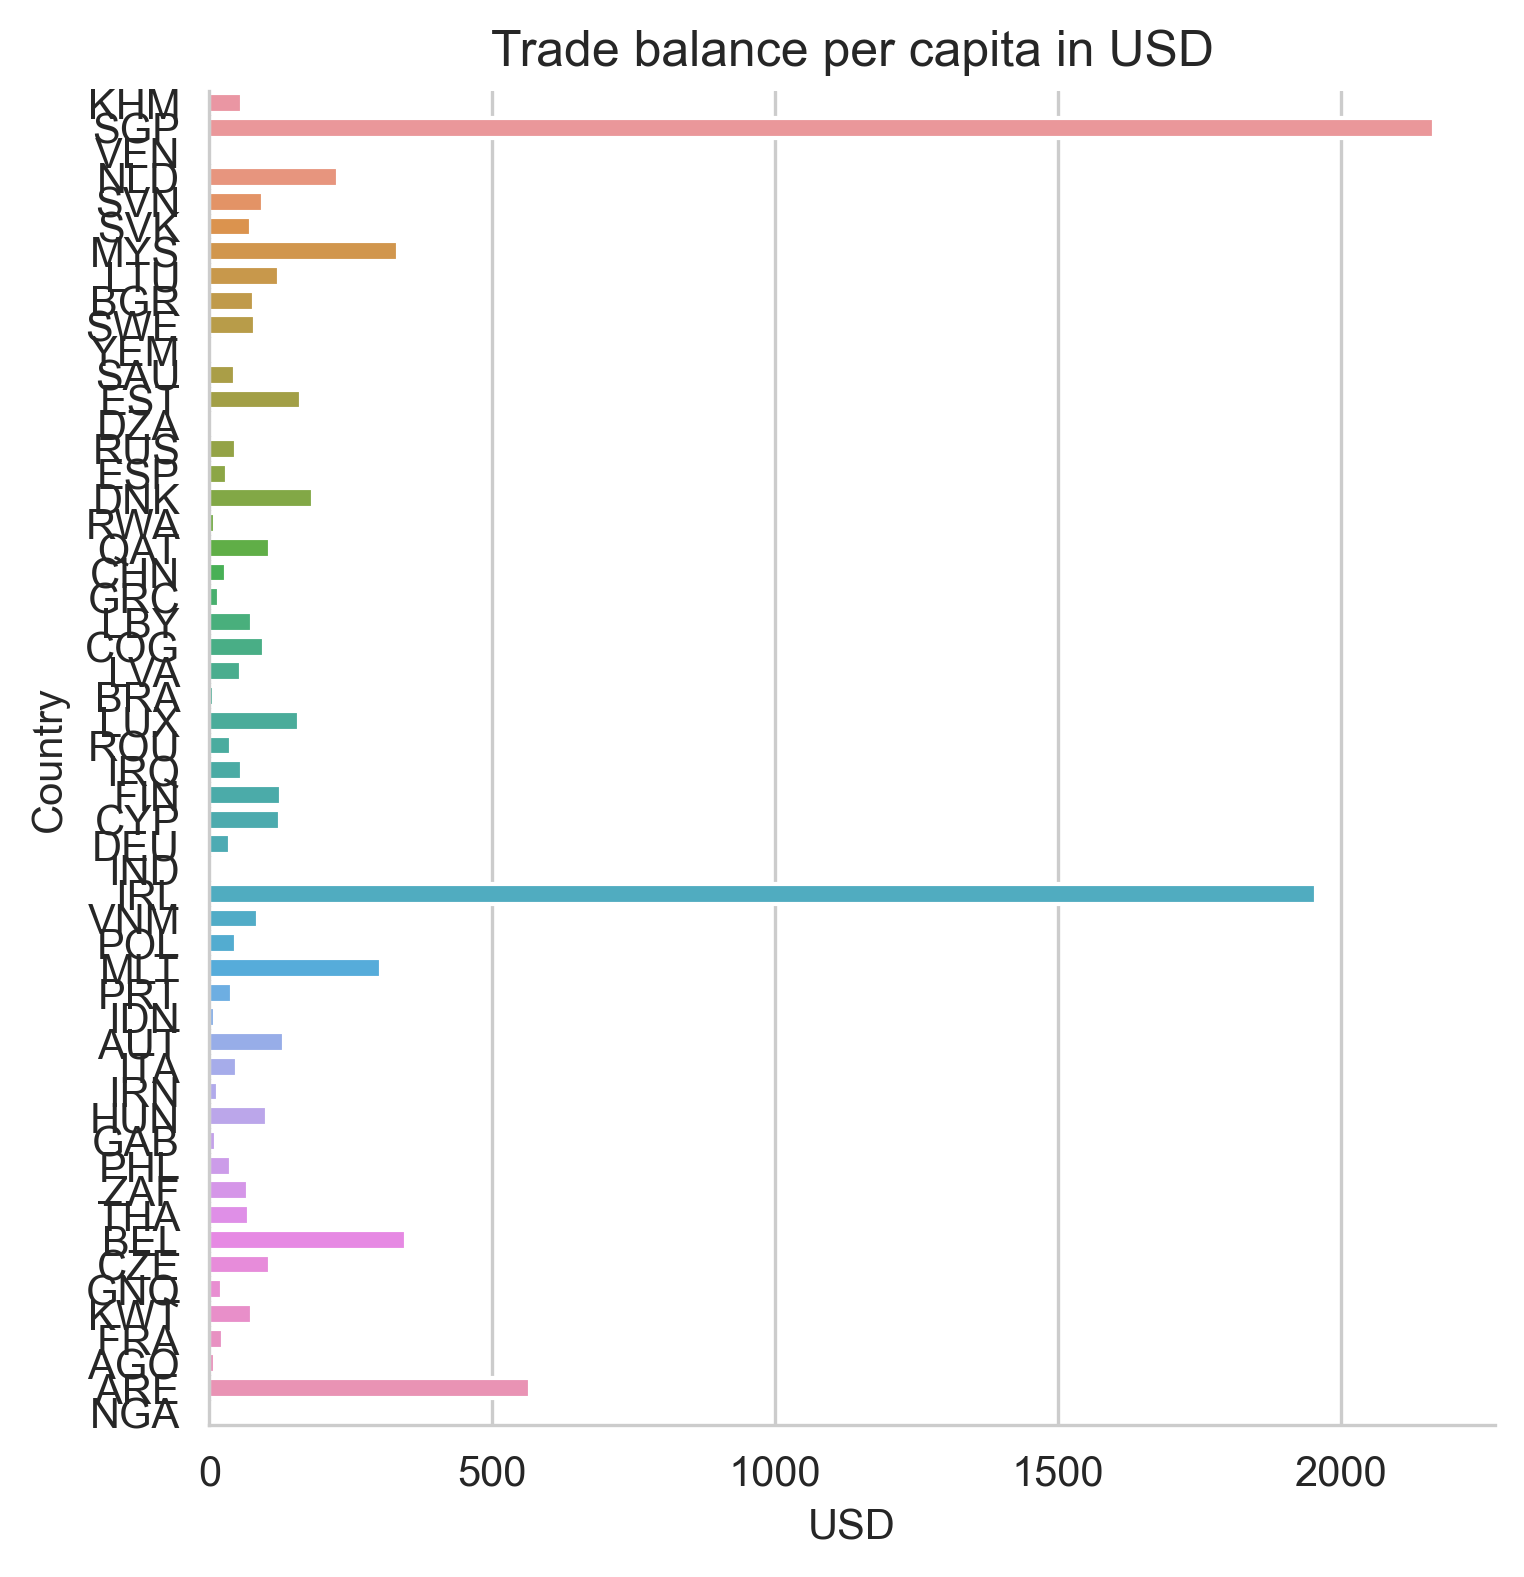 Trade balance per capita in USD
KHM
SGP
VEN
NLD
SVN
SVK
MYS
LTU
BGR
SWE
YEM
SAU
EST
DZA
RUS
ESP
DNK
RWA
QAT
CHN
GRC
LBY
COG
LVA
BRA
LUX
ROU
IRQ
FIN
CYP
DEU
IND
IRL
VNM
POL
MLT
PRT
IDN
AUT
ITA
IRN
HUN
GAB
PHL
ZAF
THA
BEL
CZE
GNQ
KWT
FRA
AGO
ARE
NGA
Country
0 500 1000 1500 2000
USD